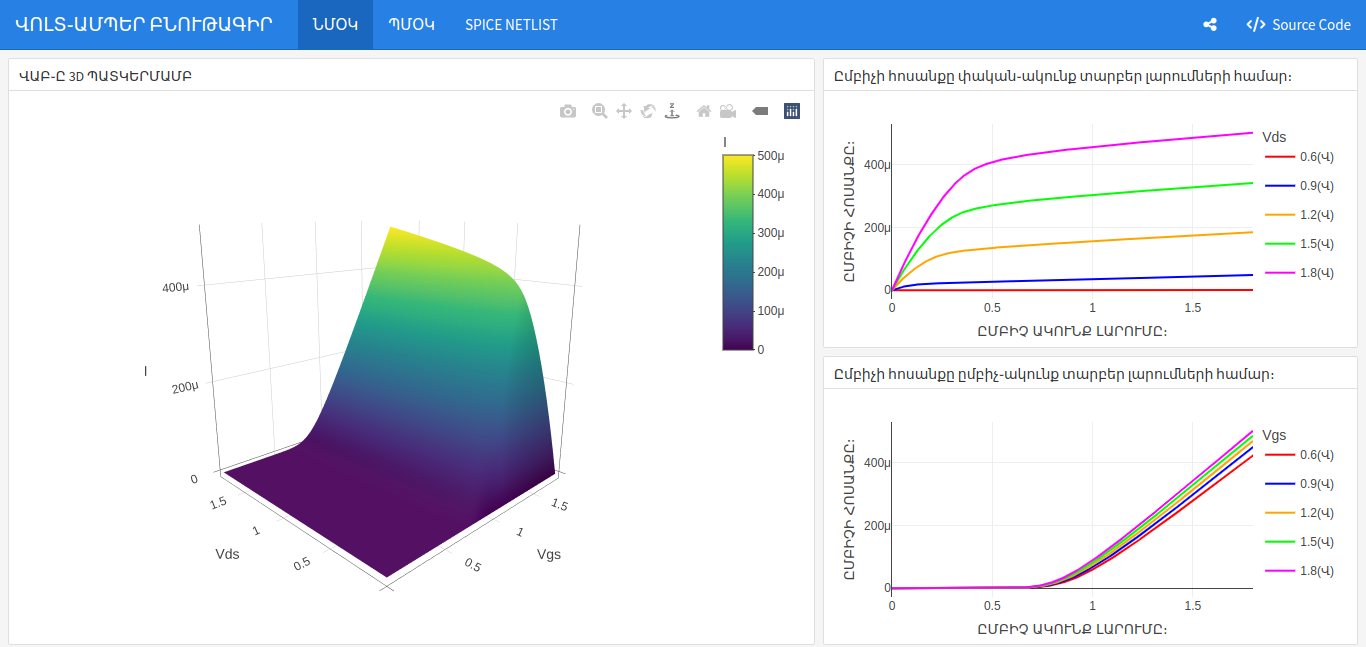 ՎՈԼՏ-ԱՄՊԵՐ ԲՆՈՒԹԱԳԻՐ ՆՄՕԿ ՊՄՕԿ SPICE NETLIST Source Code
ՎԱԲ-Ը 3D ՊԱՏԿԵՐՄԱՄԲ
I
500μ
400μ
300μ
200μ
100μ
0
400μ
200μ
0
I
1.5
1
0.5
Vds
1.5
1
0.5
Vgs
Ըմբիչի հոսանքը փական-ակունք տարբեր լարումների համար։
ԸՄԲԻՉԻ ՀՈՍԱՆՔԸ։
400μ
200μ
0
0 0.5 1 1.5
ԸՄԲԻՉ ԱԿՈՒՆՔ ԼԱՐՈՒՄԸ։
Vds
0.6(Վ)
0.9(Վ)
1.2(Վ)
1.5(Վ)
1.8(Վ)
Ըմբիչի հոսանքը ըմբիչ-ակունք տարբեր լարումների համար։
ԸՄԲԻՉԻ ՀՈՍԱՆՔԸ։
400μ
200μ
0
0 0.5 1 1.5
ԸՄԲԻՉ ԱԿՈՒՆՔ ԼԱՐՈՒՄԸ։
Vgs
0.6(Վ)
0.9(Վ)
1.2(Վ)
1.5(Վ)
1.8(Վ)